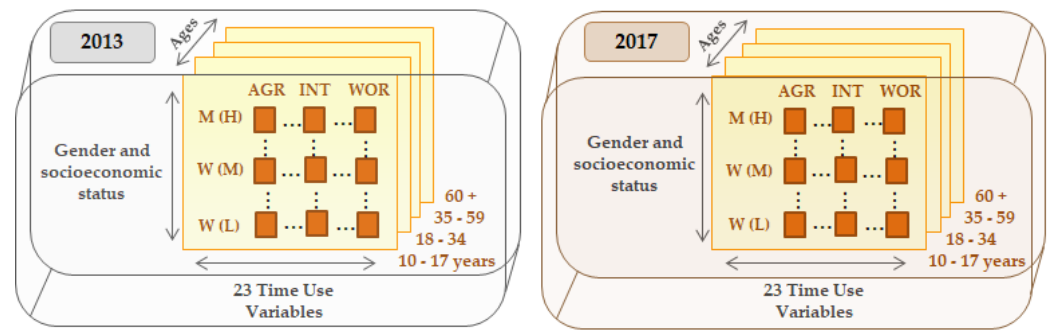 2013
Ages
AGR INT WOR
M (H)
W (M)
W (L)
Gender and
socioeconomic
status
60 +
35 - 59
18 - 34
10 - 17 years
23 Time Use
Variables
2017
Ages
AGR INT WOR
M (H)
W (M)
W (L)
Gender and
socioeconomic
status
60 +
35 - 59
18 - 34
10 - 17 years
23 Time Use
Variables